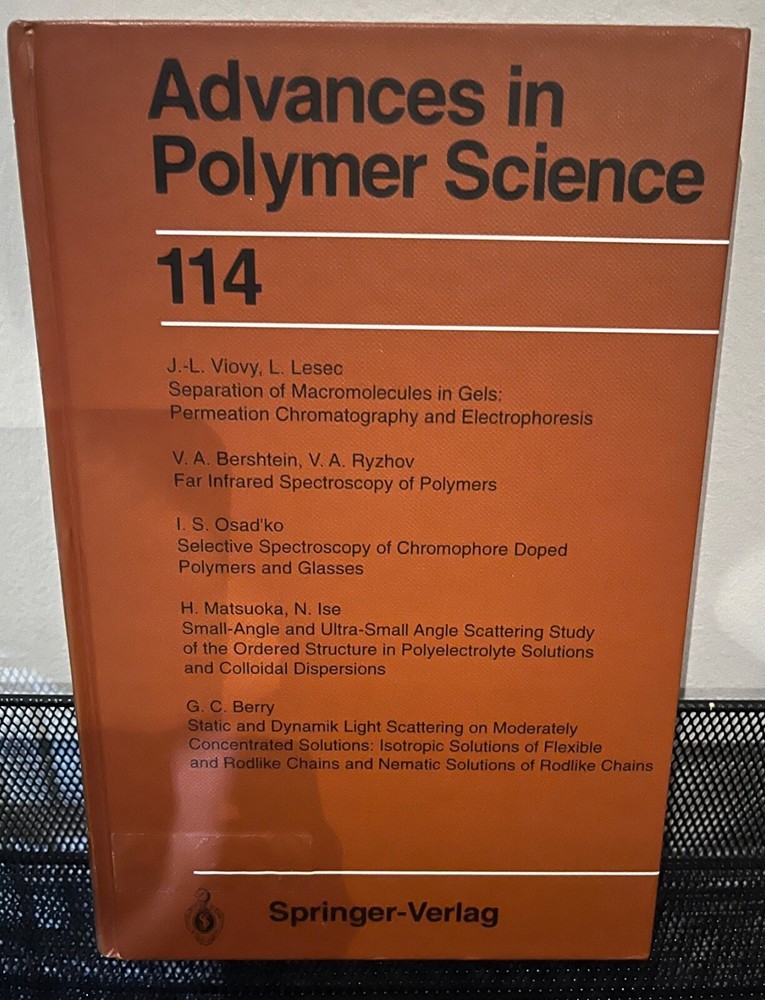 Advances in
Polymer Science
114
J.-L. Viovy, L. Lesec
Separation of Macromolecules in Gels:
Permeation Chromatography and Electrophoresis
V. A. Bershtein, V. A. Ryzhov
Far Infrared Spectroscopy of Polymers
I. S. Osad'ko
Selective Spectroscopy of Chromophore Doped
Polymers and Glasses
H. Matsuoka, N. Ise
Small-Angle and Ultra-Small Angle Scattering Study
of the Ordered Structure in Polyelectrolyte Solutions
and Colloidal Dispersions
G. C. Berry
Static and Dynamik Light Scattering on Moderately
Concentrated Solutions: Isotropic Solutions of Flexible
and Rodlike Chains and Nematic Solutions of Rodlike Chains
Springer-Verlag